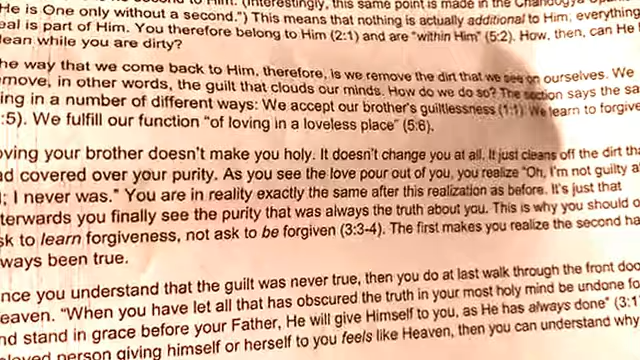 He is One only without a second.") This means that nothing is actually additional to Him, everything
eal is part of Him. You therefore belong to Him (2:1) and are "within Him" (5:2). How, then, can He
ean while you are dirty?
he way that we come back to Him, therefore, is we remove the dirt that we see on ourselves. We
move, in other words, the guilt that clouds our minds. How do we do so? The section says the sa
ing in a number of different ways: We accept our brother's guiltlessness (1:1). We learn to forgive
:5). We fulfill our function "of loving in a loveless place" (5:6).
oving your brother doesn't make you holy. It doesn't change you at all. It just cleans off the dirt tha
ad covered over your purity. As you see the love pour out of you, you realize "Oh, I'm not guilty a
l; I never was." You are in reality exactly the same after this realization as before. It's just that
terwards you finally see the purity that was always the truth about you. This is why you should o
sk to learn forgiveness, not ask to be forgiven (3:3-4). The first makes you realize the second ha
ways been true.
nce you understand that the guilt was never true, then you do at last walk through the front doo
eaven. "When you have let all that has obscured the truth in your most holy mind be undone fo
nd stand in grace before your Father, He will give Himself to you, as He has always done" (3:1
loved person giving himself or herself to you feels like Heaven, then you can understand why